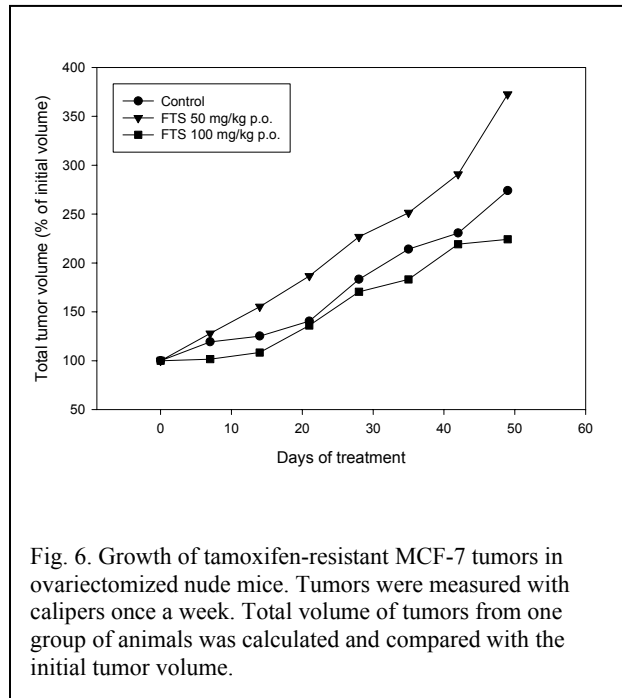 400
350
300
250
200
150
100
50
Total tumor volume (% of initial volume)
Control
FTS 50 mg/kg p.o.
FTS 100 mg/kg p.o.
0 10 20 30 40 50 60
Days of treatment
Fig. 6. Growth of tamoxifen-resistant MCF-7 tumors in
ovariectomized nude mice. Tumors were measured with
calipers once a week. Total volume of tumors from one
group of animals was calculated and compared with the
initial tumor volume.